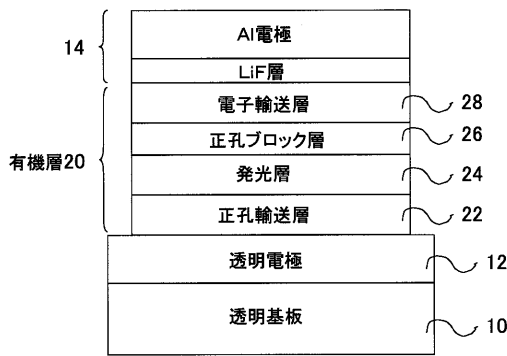 Al電極
14
LiF層
電子輸送層
28
正孔ブロック層
26
有機層20
発光層
24
正孔輸送層
22
透明電極
12
透明基板
10